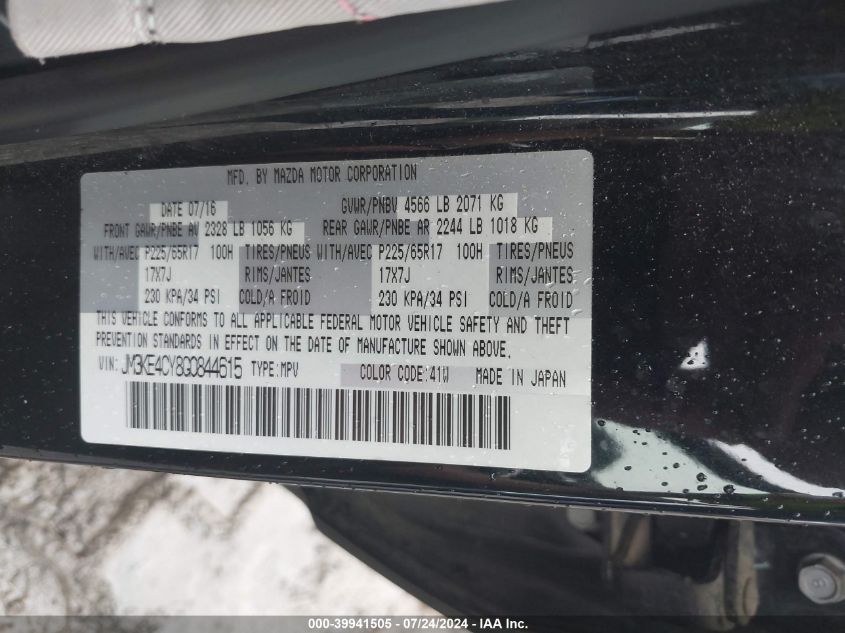 MFD. BY MAZDA MOTOR CORPORATION
DATE 07/16 GVWR/PNBV 4566 LB 2071 KG
FRONT GAWR/PNBE AV 2328 LB 1056 KG REAR GAWR/PNBE AR 2244 LB 1018 KG
WITH/AVEC P225/65R17 100H TIRES/PNEUS WITH/AVEC P225/65R17 100H TIRES/PNEUS
17X7J RIMS/JANTES 17X7J RIMS/JANTES
230 KPA/34 PSI COLD/A FROID 230 KPA/34 PSI COLD/A FROID
THIS VEHICLE CONFORMS TO ALL APPLICABLE FEDERAL MOTOR VEHICLE SAFETY AND THEFT
PREVENTION STANDARDS IN EFFECT ON THE DATE OF MANUFACTURE SHOWN ABOVE.
VIN: JM3KE4CY8G0844615 TYPE:MPV COLOR CODE:41W MADE IN JAPAN
000-39941505 - 07/24/2024 - IAA Inc.